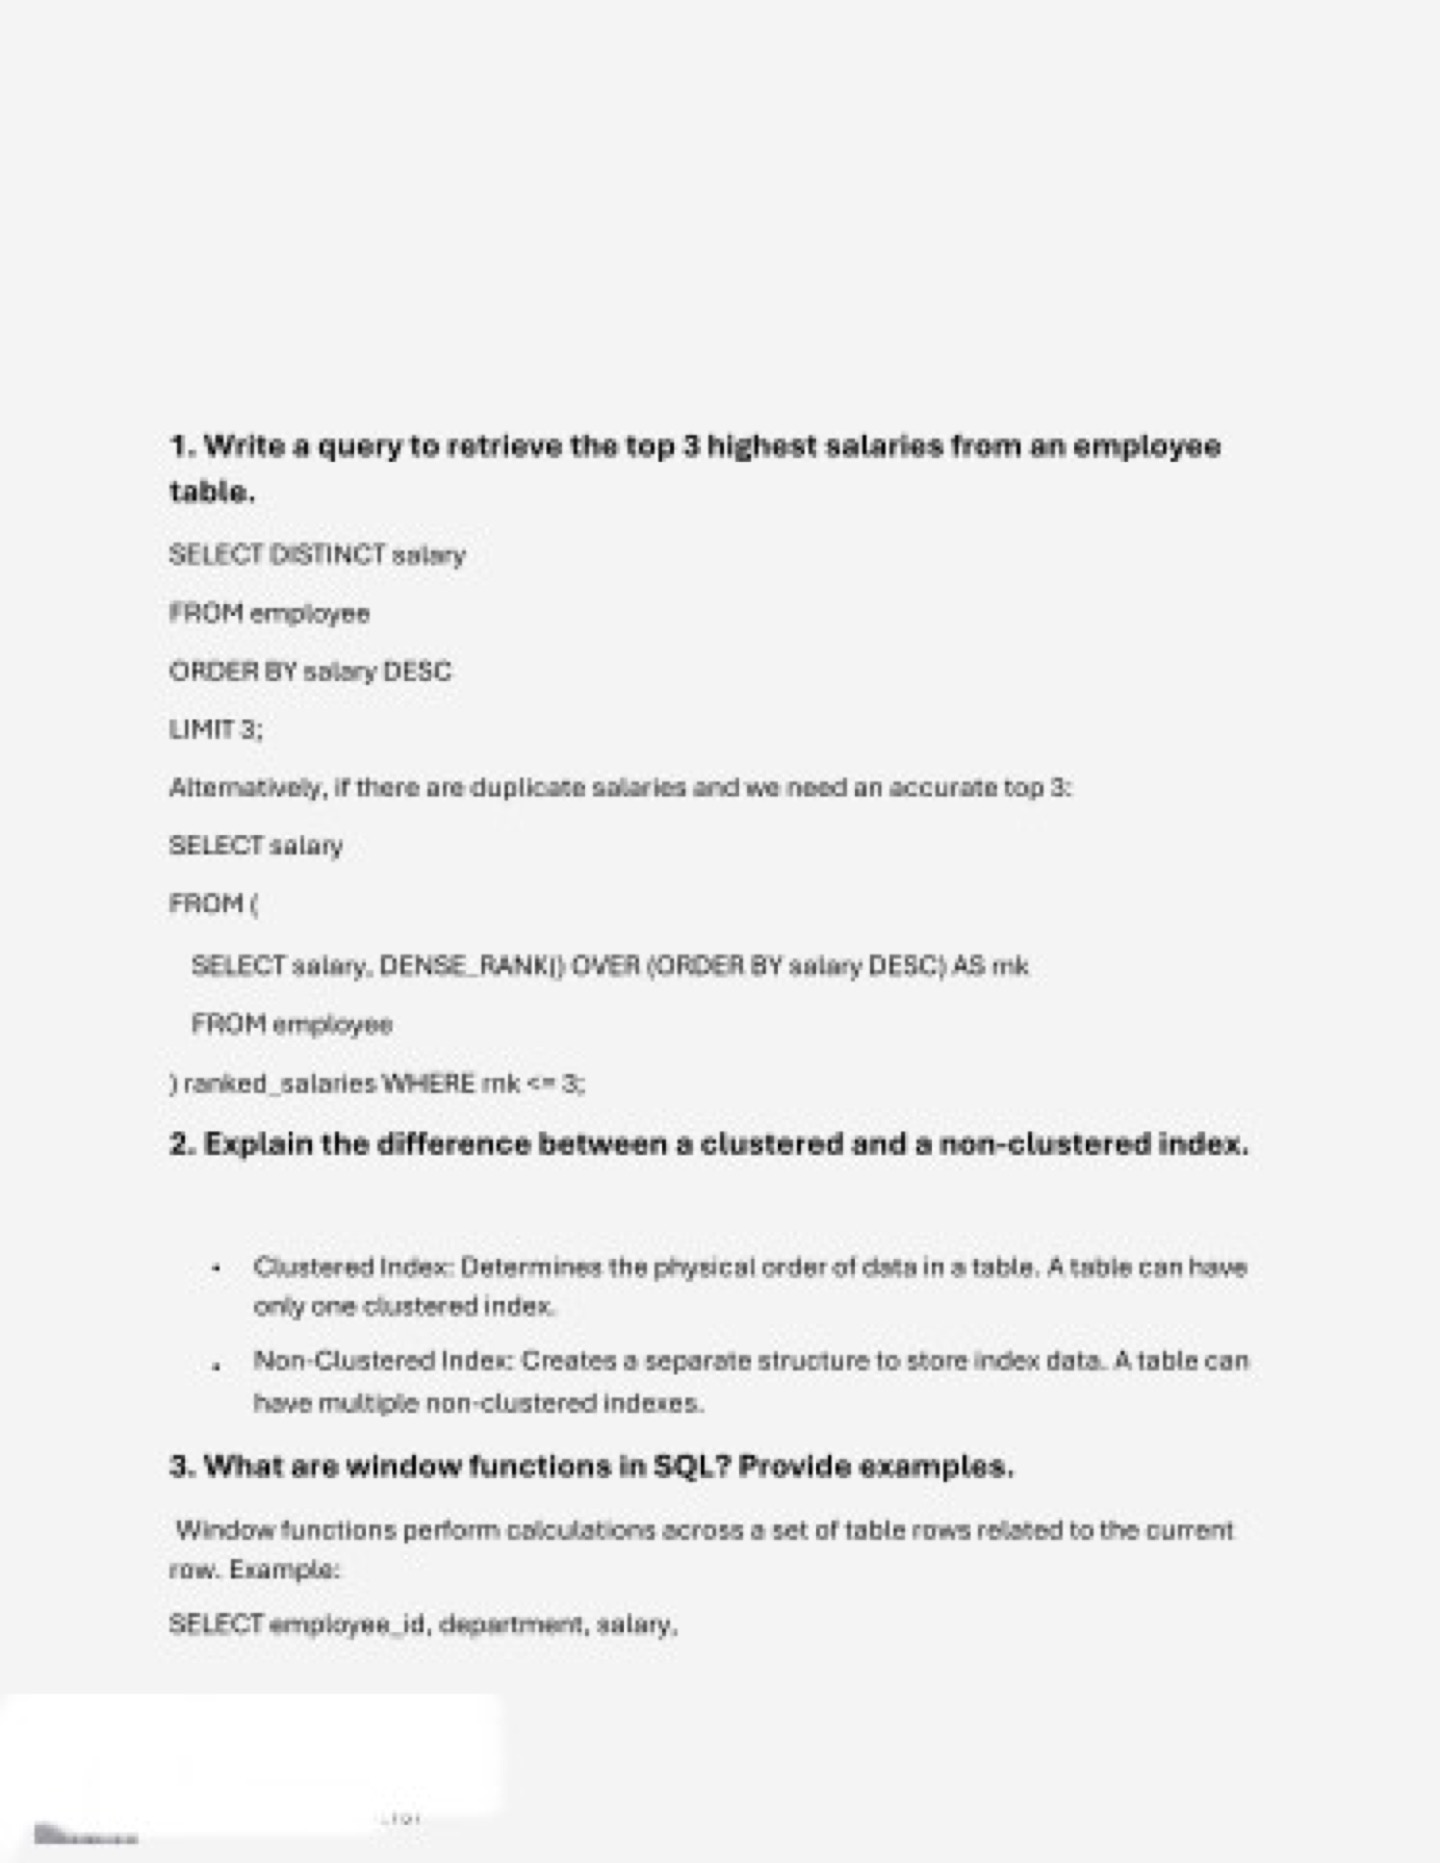 1. Write a query to retrieve the top 3 highest salaries from an employee
table.
SELECT DISTINCT salary
FROM employee
ORDER BY salary DESC
LIMIT 3;
Alternatively, if there are duplicate salaries and we need an accurate top 3:
SELECT salary
FROM (
SELECT salary, DENSE_RANK() OVER (ORDER BY salary DESC) AS rnk
FROM employee
) ranked_salaries WHERE rnk <= 3;
2. Explain the difference between a clustered and a non-clustered index.
• Clustered Index: Determines the physical order of data in a table. A table can have
only one clustered index.
• Non-Clustered Index: Creates a separate structure to store index data. A table can
have multiple non-clustered indexes.
3. What are window functions in SQL? Provide examples.
Window functions perform calculations across a set of table rows related to the current
row. Example:
SELECT employee_id, department, salary,